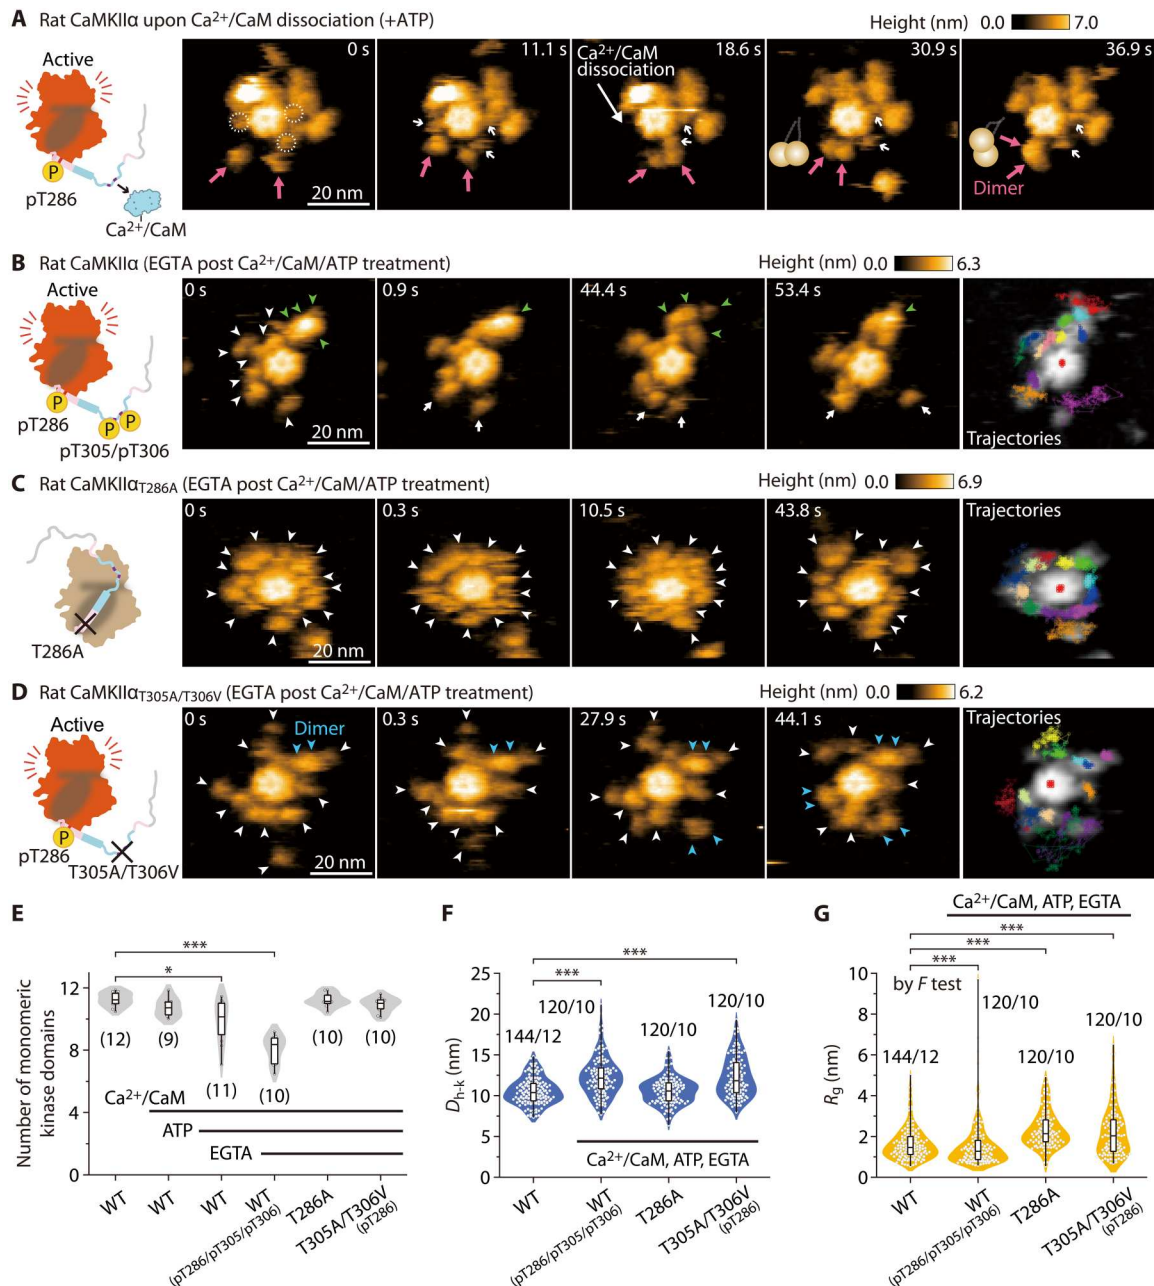 A Rat CaMKIIα upon Ca²⁺/CaM dissociation (+ATP)
Height (nm) 0.0 7.0
Active
P
pT286
Ca²⁺/CaM
0 s
20 nm
11.1 s
18.6 s
Ca²⁺/CaM
dissociation
30.9 s
36.9 s
Dimer
B Rat CaMKIIα (EGTA post Ca²⁺/CaM/ATP treatment)
Height (nm) 0.0 6.3
Active
P
pT286
P P
pT305/pT306
0 s
20 nm
0.9 s
44.4 s
53.4 s
Trajectories
C Rat CaMKIIα T286A (EGTA post Ca²⁺/CaM/ATP treatment)
Height (nm) 0.0 6.9
T286A
0 s
20 nm
0.3 s
10.5 s
43.8 s
Trajectories
D Rat CaMKIIα T305A/T306V (EGTA post Ca²⁺/CaM/ATP treatment)
Height (nm) 0.0 6.2
Active
P
pT286
T305A/T306V
0 s
Dimer
20 nm
0.3 s
27.9 s
44.1 s
Trajectories
E
***
*
Number of monomeric
kinase domains
12
8
4
0
(12) (9) (11) (10) (10) (10)
Ca²⁺/CaM
ATP
EGTA
WT WT WT WT T286A T305A/T306V
(pT286/pT305/pT306) (pT286)
F
***
***
D h-k (nm)
25
20
15
10
5
0
144/12 120/10 120/10 120/10
Ca²⁺/CaM, ATP, EGTA
WT WT T286A T305A/T306V
(pT286/pT305/pT306) (pT286)
G
Ca²⁺/CaM, ATP, EGTA
***
***
***
by F test
R g (nm)
10
8
6
4
2
0
144/12 120/10 120/10 120/10
WT WT T286A T305A/T306V
(pT286/pT305/pT306) (pT286)